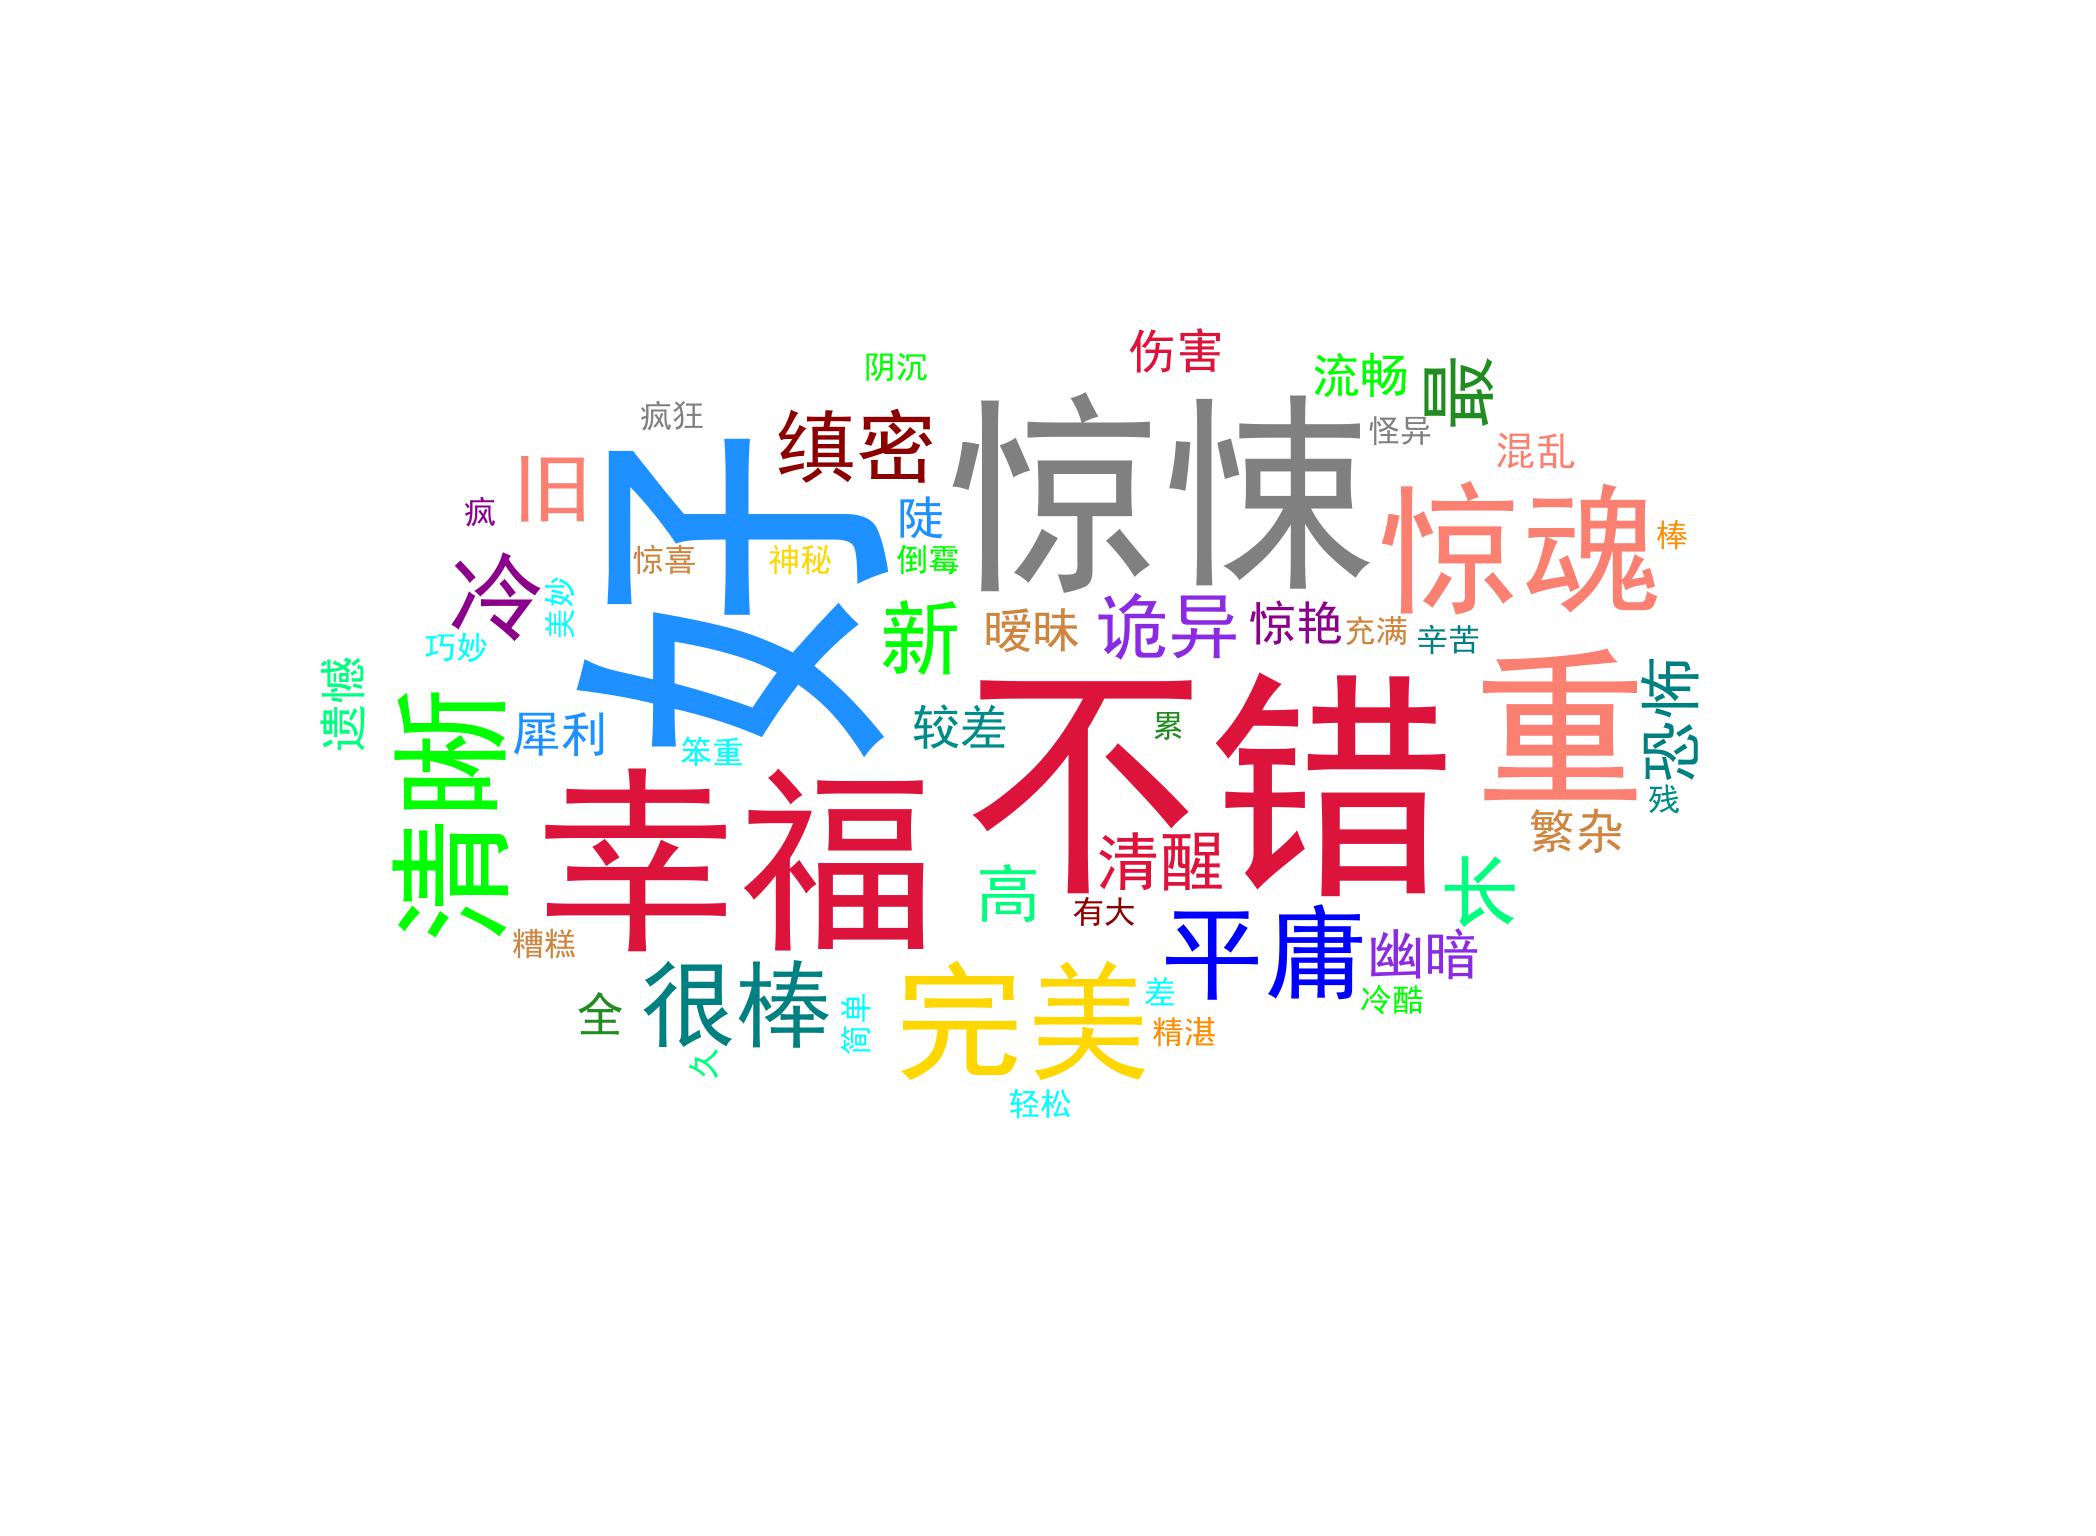 伤害
阴沉
流畅
最
疯狂
怪异
缜密
惊悚
混乱
旧
好
惊魂
疯
陡
棒
惊喜
神秘
倒霉
冷
美妙
新
暧昧
诡异
惊艳
充满
辛苦
巧妙
遗憾
清晰
犀利
笨重
较差
不错
累
重
恐怖
残
幸福
清醒
繁杂
高
有大
长
糟糕
平庸
幽暗
全
很棒
简单
完美
差
冷酷
精湛
久
轻松